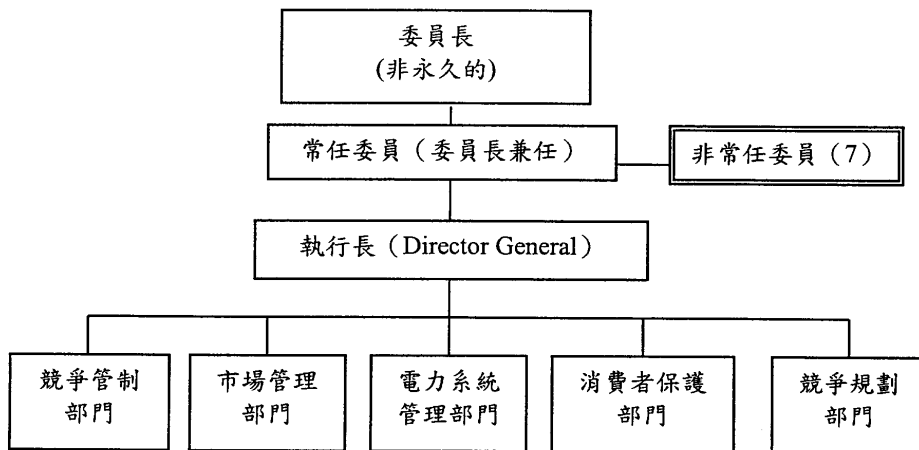 委員長
(非永久的)
常任委員（委員長兼任）
非常任委員（7）
執行長（Director General）
競爭管制
部門
市場管理
部門
電力系統
管理部門
消費者保護
部門
競爭規劃
部門